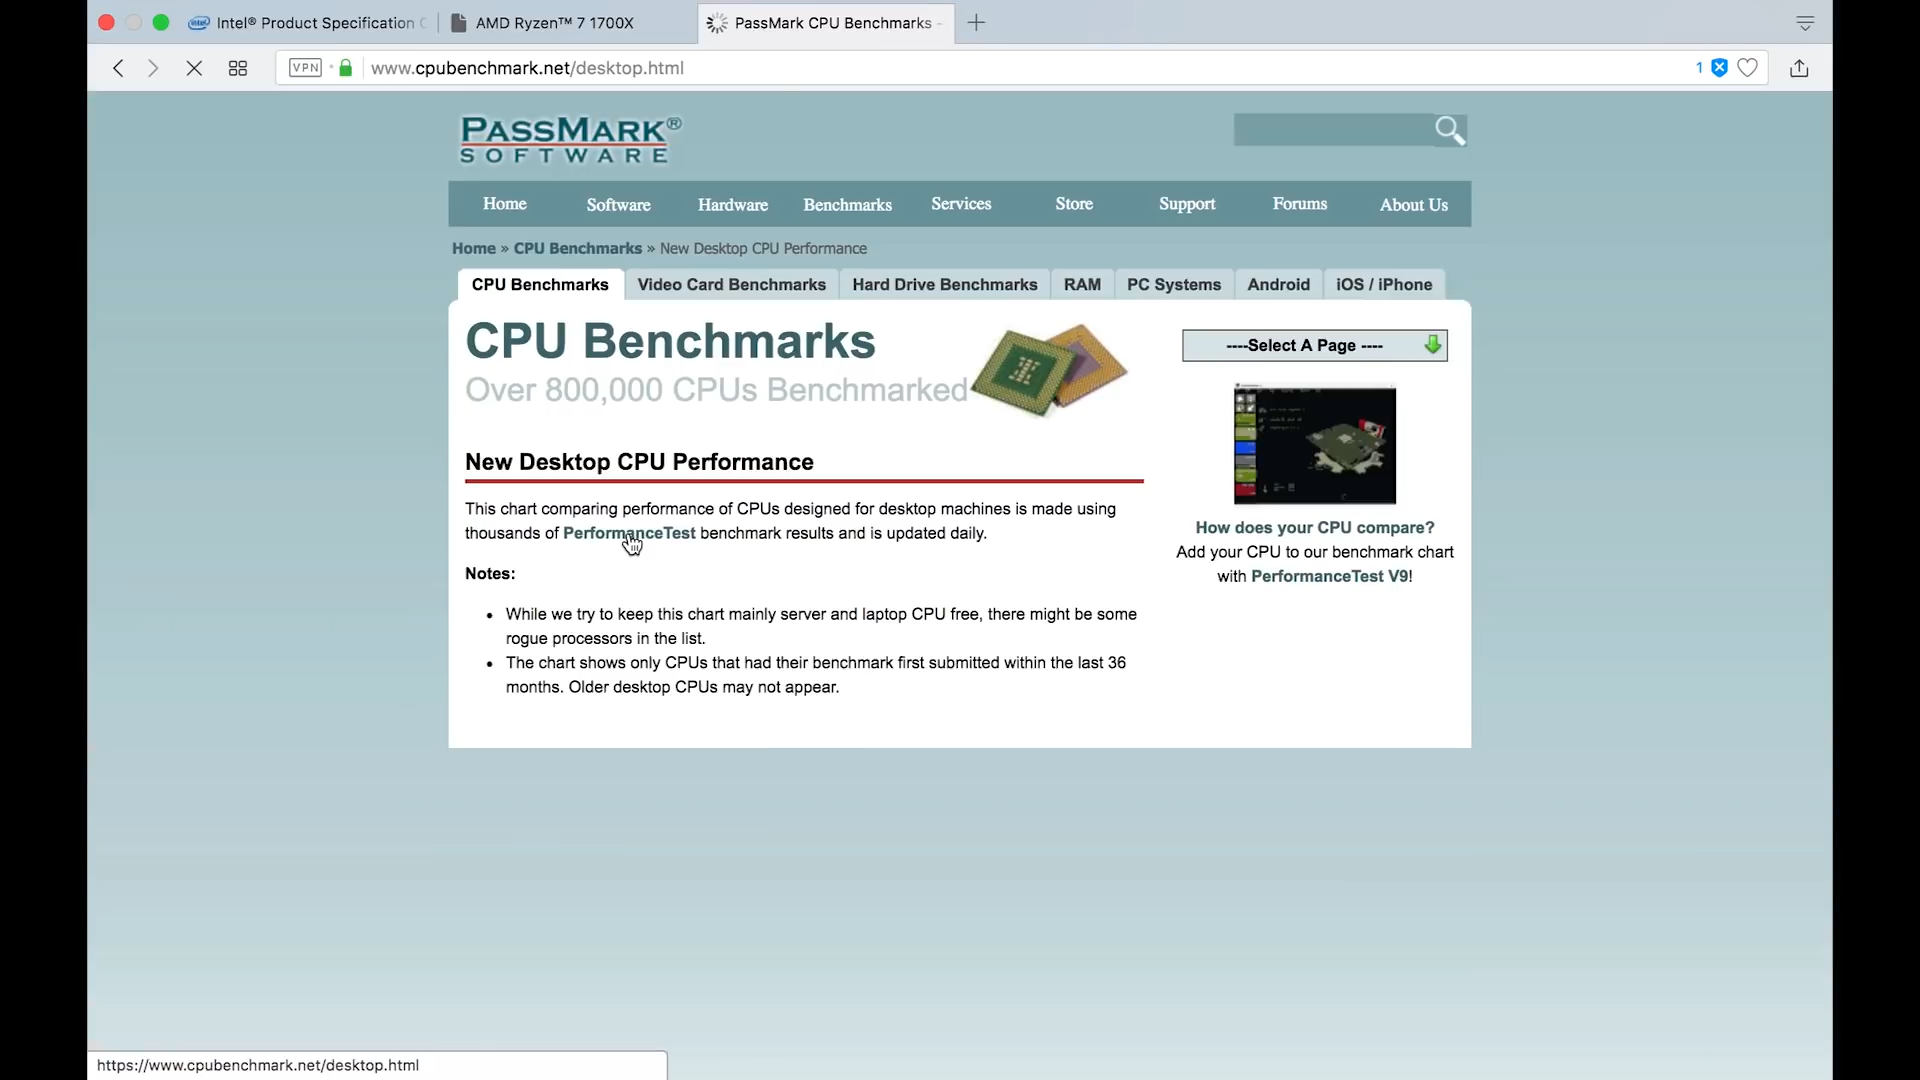 Intel® Product Specification C
AMD Ryzen™ 7 1700X
PassMark CPU Benchmarks -
VPN
www.cpubenchmark.net/desktop.html
1
PASSMARK®
SOFTWARE
Home Software Hardware Benchmarks Services Store Support Forums About Us
Home » CPU Benchmarks » New Desktop CPU Performance
CPU Benchmarks Video Card Benchmarks Hard Drive Benchmarks RAM PC Systems Android iOS / iPhone
CPU Benchmarks
Over 800,000 CPUs Benchmarked
----Select A Page ----
New Desktop CPU Performance
This chart comparing performance of CPUs designed for desktop machines is made using
thousands of PerformanceTest benchmark results and is updated daily.
Notes:
• While we try to keep this chart mainly server and laptop CPU free, there might be some
rogue processors in the list.
• The chart shows only CPUs that had their benchmark first submitted within the last 36
months. Older desktop CPUs may not appear.
How does your CPU compare?
Add your CPU to our benchmark chart
with PerformanceTest V9!
https://www.cpubenchmark.net/desktop.html